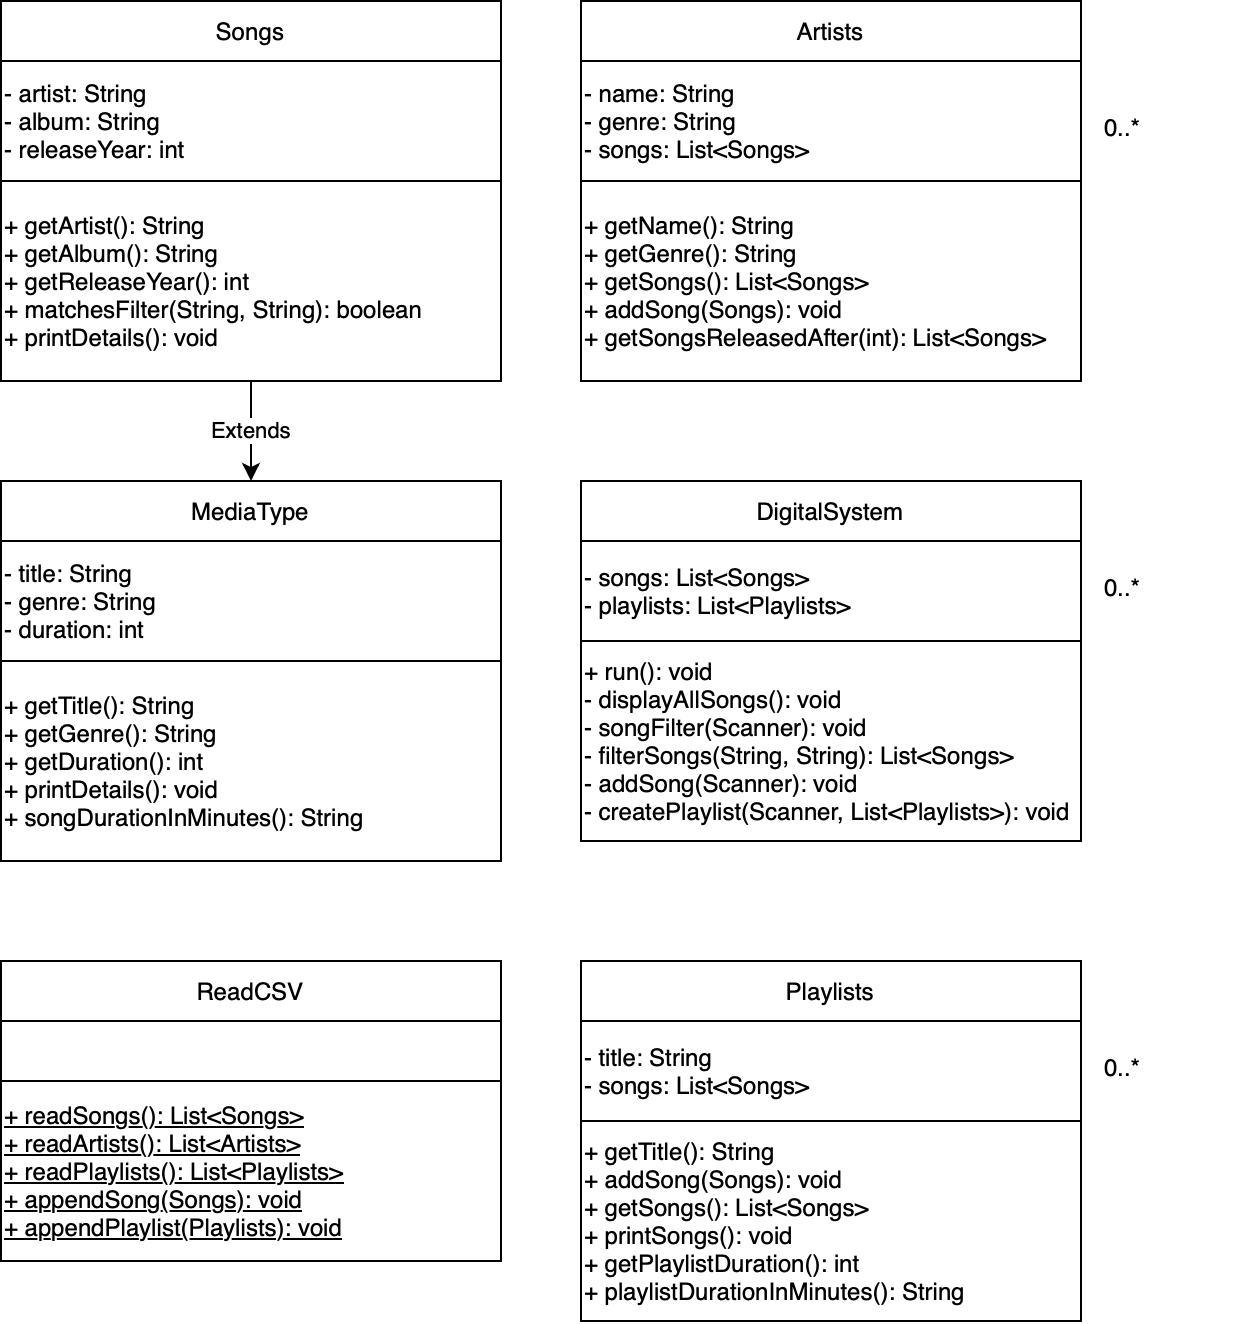 Songs
- artist: String
- album: String
- releaseYear: int
+ getArtist(): String
+ getAlbum(): String
+ getReleaseYear(): int
+ matchesFilter(String, String): boolean
+ printDetails(): void
Artists
- name: String
- genre: String
- songs: List<Songs>
0..*
+ getName(): String
+ getGenre(): String
+ getSongs(): List<Songs>
+ addSong(Songs): void
+ getSongsReleasedAfter(int): List<Songs>
Extends
MediaType
- title: String
- genre: String
- duration: int
+ getTitle(): String
+ getGenre(): String
+ getDuration(): int
+ printDetails(): void
+ songDurationInMinutes(): String
DigitalSystem
- songs: List<Songs>
- playlists: List<Playlists>
0..*
+ run(): void
- displayAllSongs(): void
- songFilter(Scanner): void
- filterSongs(String, String): List<Songs>
- addSong(Scanner): void
- createPlaylist(Scanner, List<Playlists>): void
ReadCSV
+ readSongs(): List<Songs>
+ readArtists(): List<Artists>
+ readPlaylists(): List<Playlists>
+ appendSong(Songs): void
+ appendPlaylist(Playlists): void
Playlists
- title: String
- songs: List<Songs>
0..*
+ getTitle(): String
+ addSong(Songs): void
+ getSongs(): List<Songs>
+ printSongs(): void
+ getPlaylistDuration(): int
+ playlistDurationInMinutes(): String